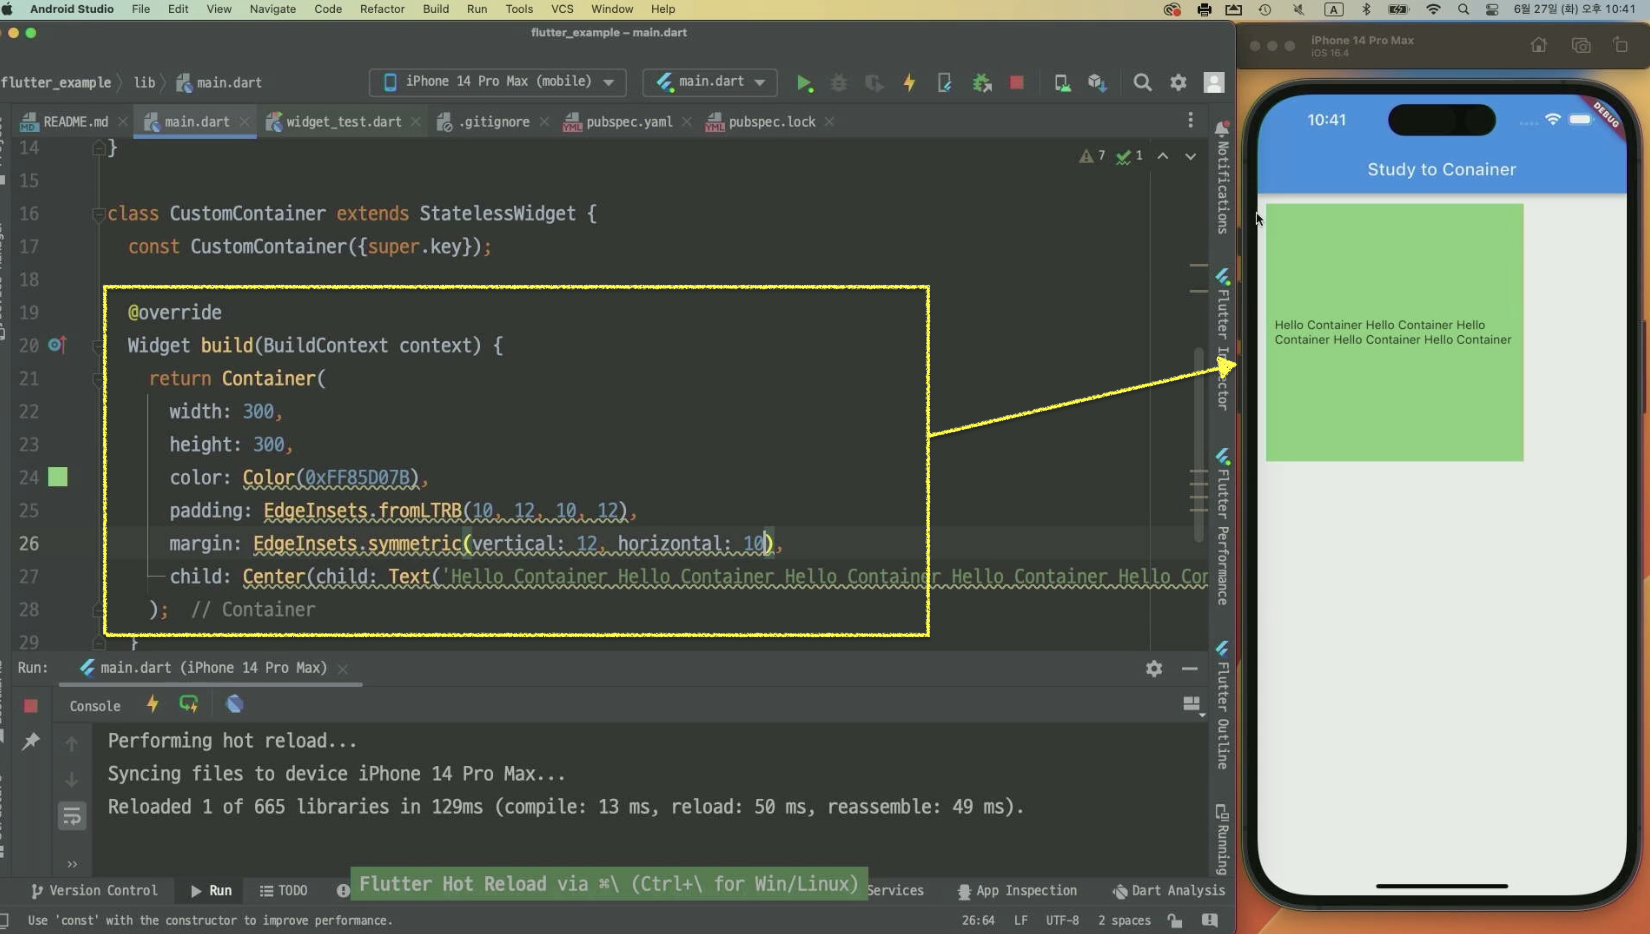 Android Studio File Edit View Navigate Code Refactor Build Run Tools VCS Window Help
A 6월 27일 (화) 오후 10:41
flutter_example – main.dart
flutter_example lib main.dart iPhone 14 Pro Max (mobile) main.dart
README.md main.dart widget_test.dart .gitignore pubspec.yaml pubspec.lock
7 1
14 }
15
16 class CustomContainer extends StatelessWidget {
17 const CustomContainer({super.key});
18
19 @override
20 Widget build(BuildContext context) {
21 return Container(
22 width: 300,
23 height: 300,
24 color: Color(0xFF85D07B),
25 padding: EdgeInsets.fromLTRB(10, 12, 10, 12),
26 margin: EdgeInsets.symmetric(vertical: 12, horizontal: 10),
27 child: Center(child: Text('Hello Container Hello Container Hello Container Hello Container Hello Con
28 ); // Container
29 }
Run: main.dart (iPhone 14 Pro Max)
Console
Performing hot reload...
Syncing files to device iPhone 14 Pro Max...
Reloaded 1 of 665 libraries in 129ms (compile: 13 ms, reload: 50 ms, reassemble: 49 ms).
Flutter Hot Reload via ⌘\ (Ctrl+\ for Win/Linux)
Version Control Run TODO Services App Inspection Dart Analysis
Use 'const' with the constructor to improve performance. 26:64 LF UTF-8 2 spaces
Notifications
Flutter Performance
Flutter Outline
Running
iPhone 14 Pro Max
iOS 16.4
10:41
DEBUG
Study to Conainer
Hello Container Hello Container Hello
Container Hello Container Hello Container